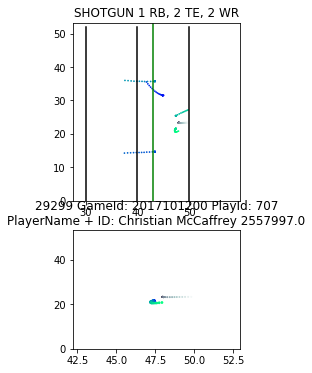 SHOTGUN 1 RB, 2 TE, 2 WR
50
40
30
20
10
0
30 40 50
29299 GameId: 2017101200 PlayId: 707
PlayerName + ID: Christian McCaffrey 2557997.0
40
20
0
42.5 45.0 47.5 50.0 52.5